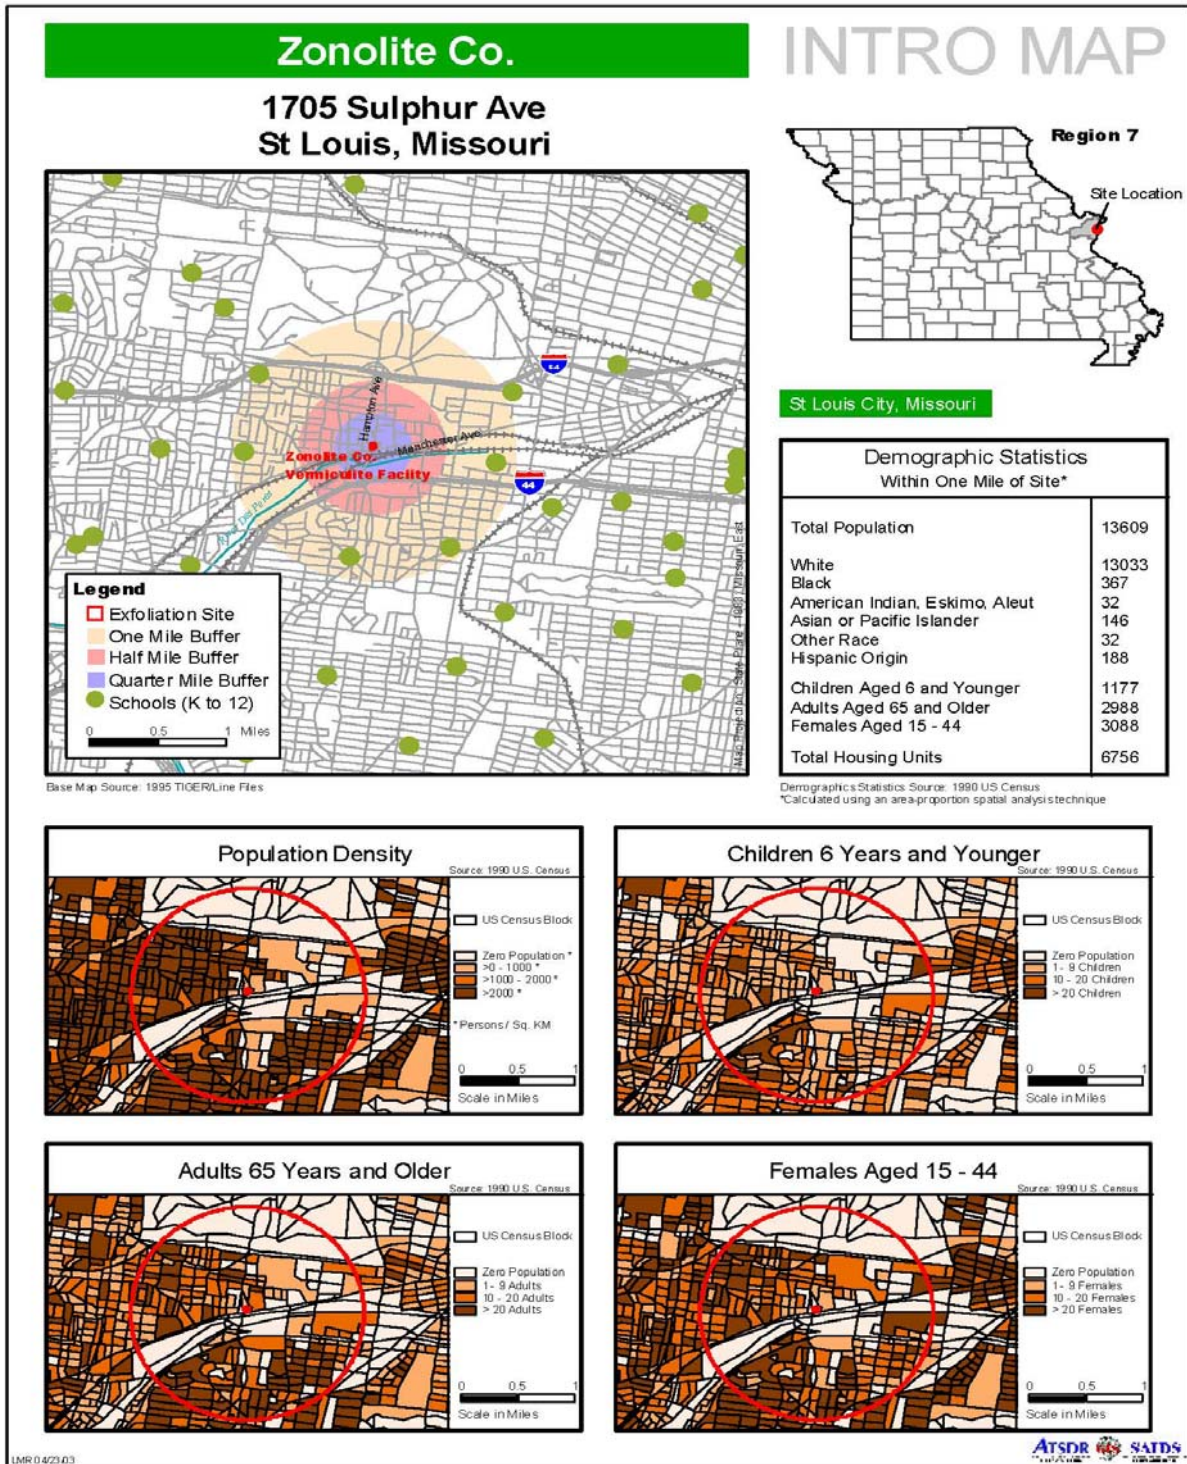 Zonolite Co.
INTRO MAP
1705 Sulphur Ave
St Louis, Missouri
Region 7
Site Location
Hampton Ave
Manchester Ave
Zonolite Co.
Vermiculite Facility
44
Legend
Exfoliation Site
One Mile Buffer
Half Mile Buffer
Quarter Mile Buffer
Schools (K to 12)
0 0.5 1 Miles
Map Projection: State Plane - 1983; Missouri East
Base Map Source: 1995 TIGER/Line Files
St Louis City, Missouri
Demographic Statistics
Within One Mile of Site*
Total Population 13609
White 13033
Black 367
American Indian, Eskimo, Aleut 32
Asian or Pacific Islander 146
Other Race 32
Hispanic Origin 188
Children Aged 6 and Younger 1177
Adults Aged 65 and Older 2988
Females Aged 15 - 44 3088
Total Housing Units 6756
Demographics Statistics Source: 1990 US Census
*Calculated using an area-proportion spatial analysis technique
Population Density
Source: 1990 U.S. Census
US Census Block
Zero Population *
>0 - 1000 *
>1000 - 2000 *
>2000 *
* Persons / Sq. KM
0 0.5 1
Scale in Miles
Children 6 Years and Younger
Source: 1990 U.S. Census
US Census Block
Zero Population
1 - 9 Children
10 - 20 Children
> 20 Children
0 0.5 1
Scale in Miles
Adults 65 Years and Older
Source: 1990 U.S. Census
US Census Block
Zero Population
1 - 9 Adults
10 - 20 Adults
> 20 Adults
0 0.5 1
Scale in Miles
Females Aged 15 - 44
Source: 1990 U.S. Census
US Census Block
Zero Population
1 - 9 Females
10 - 20 Females
> 20 Females
0 0.5 1
Scale in Miles
LMR 04/23/03
ATSDR SATDS